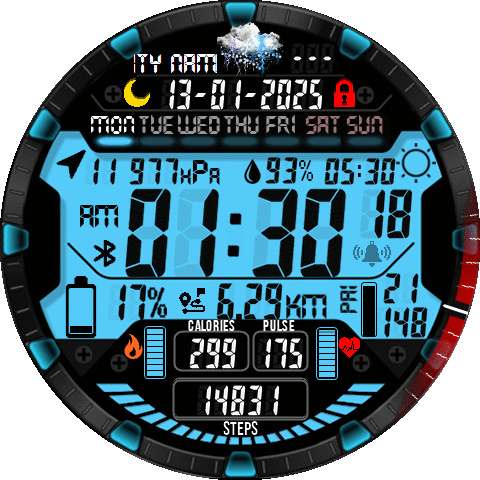 ITY NAM ---
13-01-2025
MON TUE WED THU FRI SAT SUN
11 977HPA 93% 05:30
AM 01:30 18
17% 6.29KM PAI 21
148
CALORIES PULSE
299 175
14831
STEPS